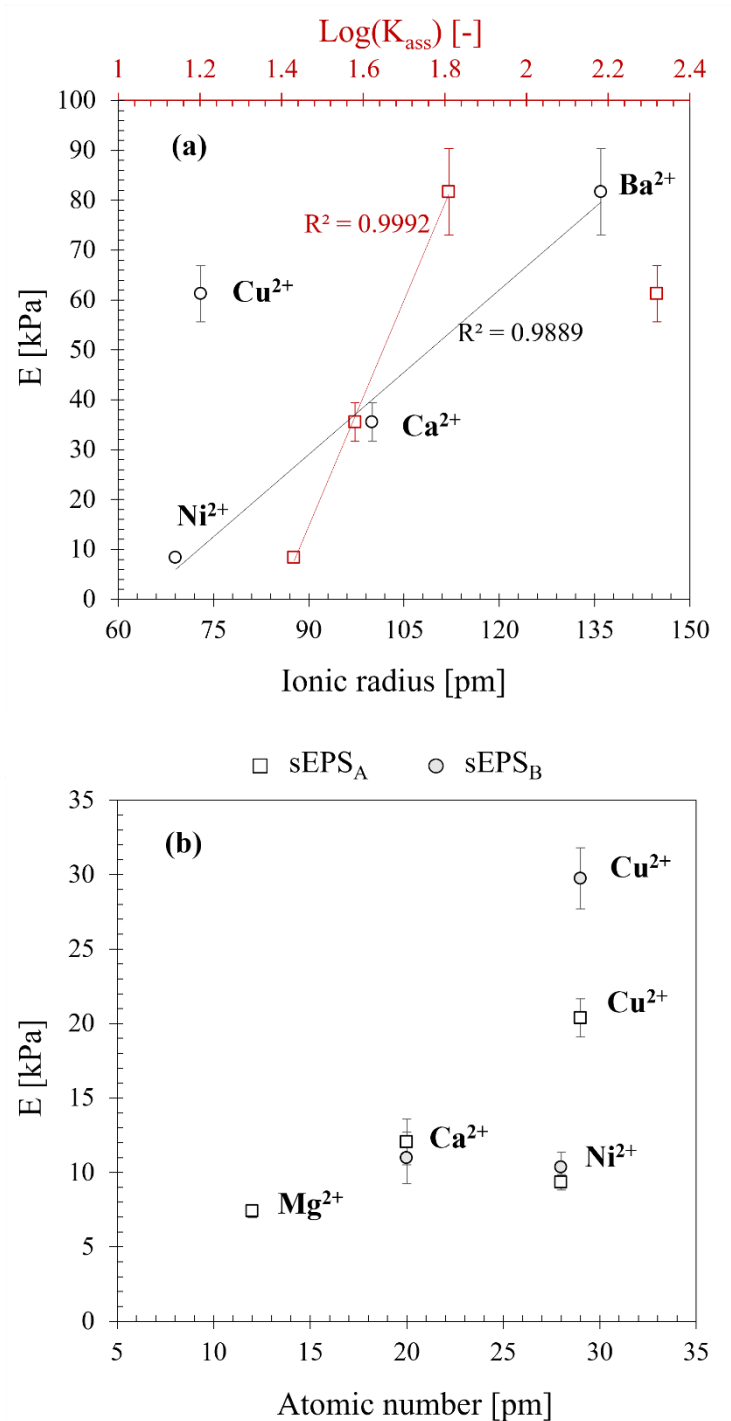 Log(Kass) [-]
1 1.2 1.4 1.6 1.8 2 2.2 2.4
100
90
80
70
60
50
40
30
20
10
0
(a)
Ba²⁺
R² = 0.9992
Cu²⁺
R² = 0.9889
Ca²⁺
Ni²⁺
E [kPa]
60 75 90 105 120 135 150
Ionic radius [pm]
sEPSA sEPSB
35
30
25
20
15
10
5
0
(b)
Cu²⁺
Cu²⁺
Ca²⁺
Ni²⁺
Mg²⁺
E [kPa]
5 10 15 20 25 30 35
Atomic number [pm]